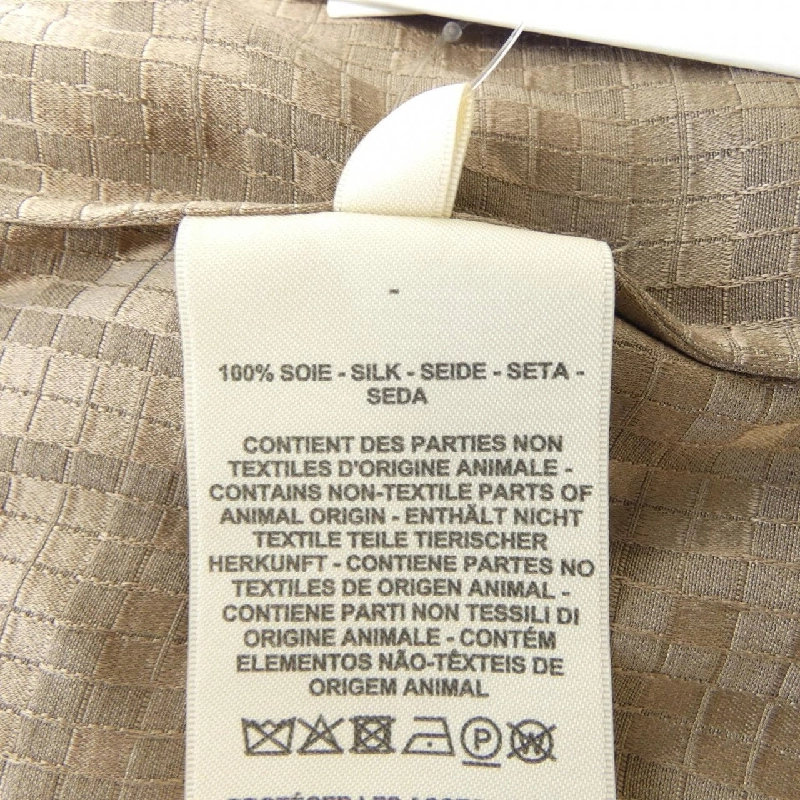 -
100% SOIE - SILK - SEIDE - SETA -
SEDA
CONTIENT DES PARTIES NON
TEXTILES D'ORIGINE ANIMALE -
CONTAINS NON-TEXTILE PARTS OF
ANIMAL ORIGIN - ENTHÄLT NICHT
TEXTILE TEILE TIERISCHER
HERKUNFT - CONTIENE PARTES NO
TEXTILES DE ORIGEN ANIMAL -
CONTIENE PARTI NON TESSILI DI
ORIGINE ANIMALE - CONTÉM
ELEMENTOS NÃO-TÊXTEIS DE
ORIGEM ANIMAL
P W